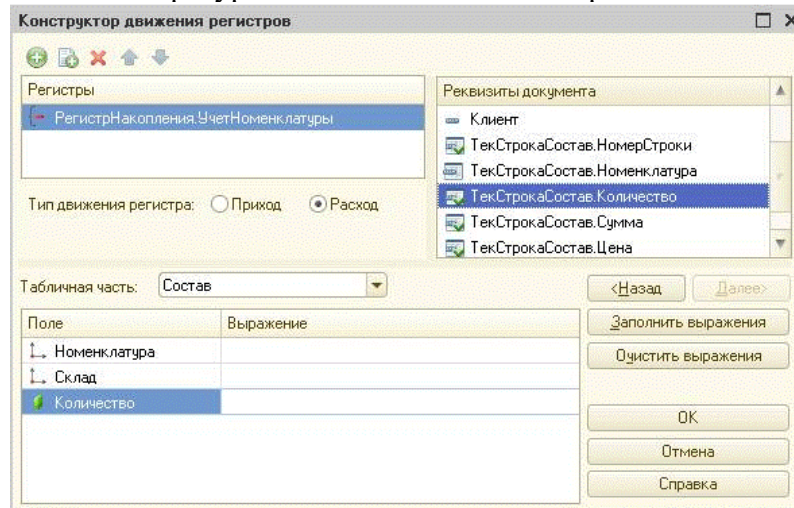 Конструктор движения регистров
Регистры
РегистрНакопления.УчетНоменклатуры
Тип движения регистра: Приход Расход
Реквизиты документа
Клиент
ТекСтрокаСостав.НомерСтроки
ТекСтрокаСостав.Номенклатура
ТекСтрокаСостав.Количество
ТекСтрокаСостав.Сумма
ТекСтрокаСостав.Цена
Табличная часть: Состав
<Назад Далее>
Поле Выражение
Номенклатура
Склад
Количество
Заполнить выражения
Очистить выражения
ОК
Отмена
Справка